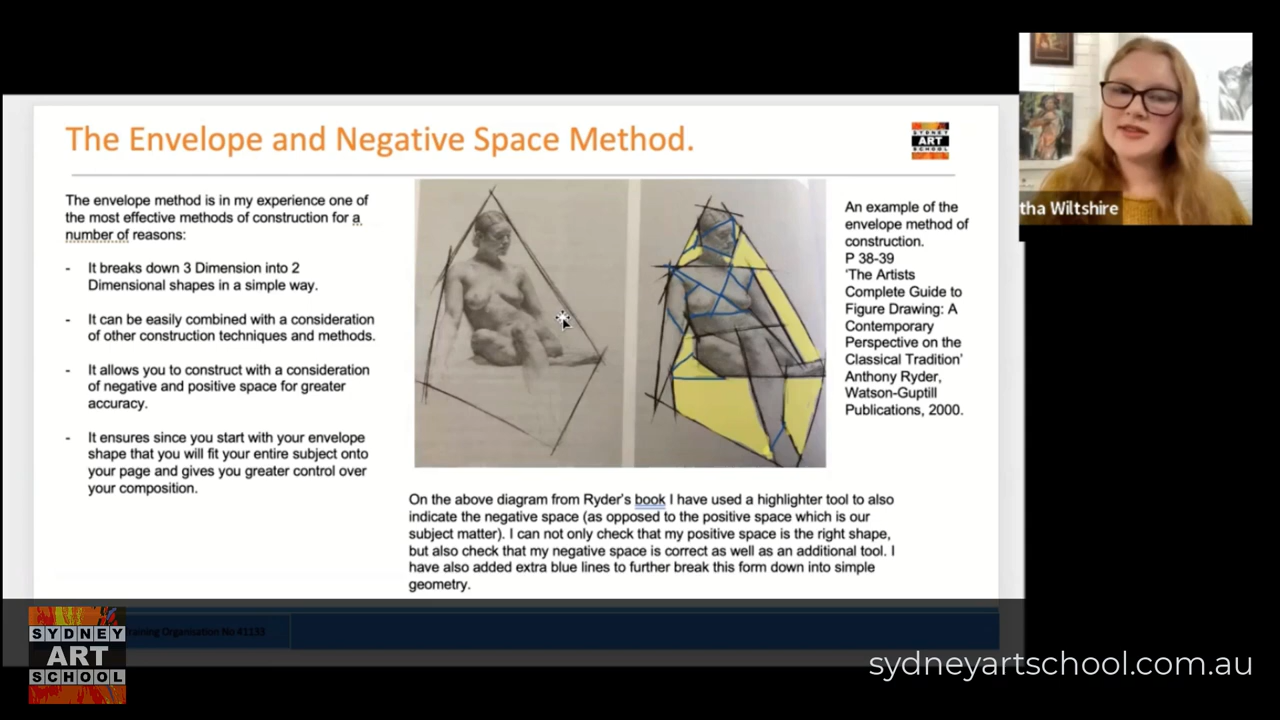 The Envelope and Negative Space Method.
SYDNEY
ART
SCHOOL
The envelope method is in my experience one of
the most effective methods of construction for a
number of reasons:
- It breaks down 3 Dimension into 2
Dimensional shapes in a simple way.
- It can be easily combined with a consideration
of other construction techniques and methods.
- It allows you to construct with a consideration
of negative and positive space for greater
accuracy.
- It ensures since you start with your envelope
shape that you will fit your entire subject onto
your page and gives you greater control over
your composition.
An example of the
envelope method of
construction.
P 38-39
‘The Artists
Complete Guide to
Figure Drawing: A
Contemporary
Perspective on the
Classical Tradition’
Anthony Ryder,
Watson-Guptill
Publications, 2000.
On the above diagram from Ryder’s book I have used a highlighter tool to also
indicate the negative space (as opposed to the positive space which is our
subject matter). I can not only check that my positive space is the right shape,
but also check that my negative space is correct as well as an additional tool. I
have also added extra blue lines to further break this form down into simple
geometry.
tha Wiltshire
raining Organisation No 41133
SYDNEY
ART
SCHOOL
sydneyartschool.com.au